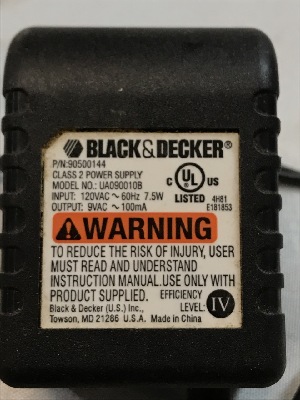 BLACK&DECKER®
P/N:90500144
CLASS 2 POWER SUPPLY
MODEL NO.: UA090010B
INPUT: 120VAC ~ 60Hz 7.5W
OUTPUT: 9VAC ~ 100mA
C UL US
LISTED 4H81
E181853
WARNING
TO REDUCE THE RISK OF INJURY, USER
MUST READ AND UNDERSTAND
INSTRUCTION MANUAL.USE ONLY WITH
PRODUCT SUPPLIED. EFFICIENCY
LEVEL: IV
Black & Decker (U.S.) Inc.,
Towson, MD 21286 U.S.A. Made in China